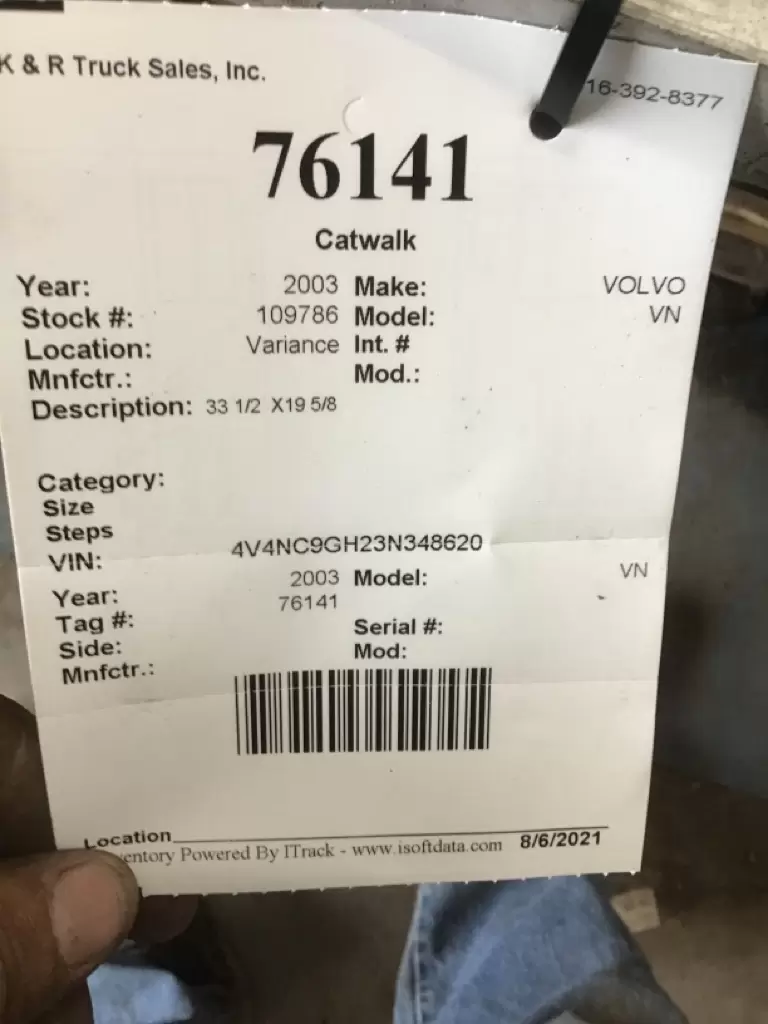 K & R Truck Sales, Inc.
16-392-8377
76141
Catwalk
Year: 2003 Make: VOLVO
Stock #: 109786 Model: VN
Location: Variance Int. #
Mnfctr.: Mod.:
Description: 33 1/2 X19 5/8
Category:
Size
Steps
VIN: 4V4NC9GH23N348620
Year: 2003 Model: VN
Tag #: 76141
Side: Serial #:
Mnfctr.: Mod:
Location
entory Powered By ITrack - www.isoftdata.com 8/6/2021